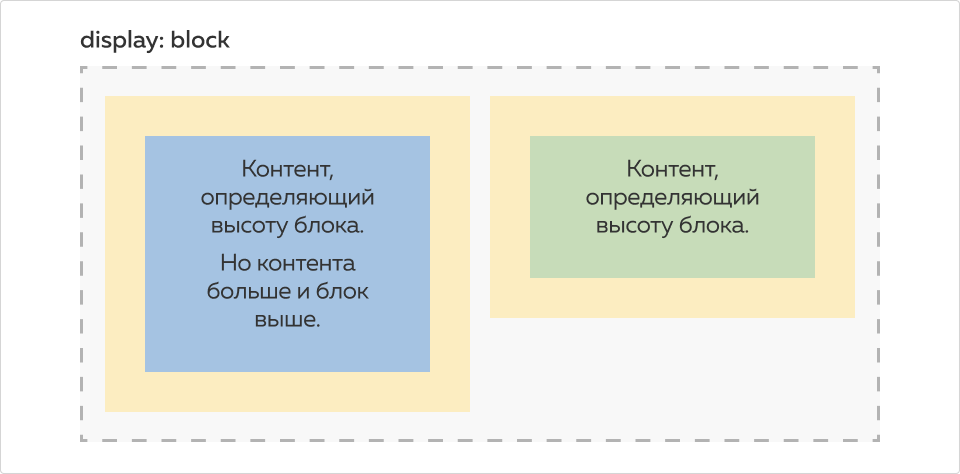 display: block
Контент,
определяющий
высоту блока.
Но контента
больше и блок
выше.
Контент,
определяющий
высоту блока.